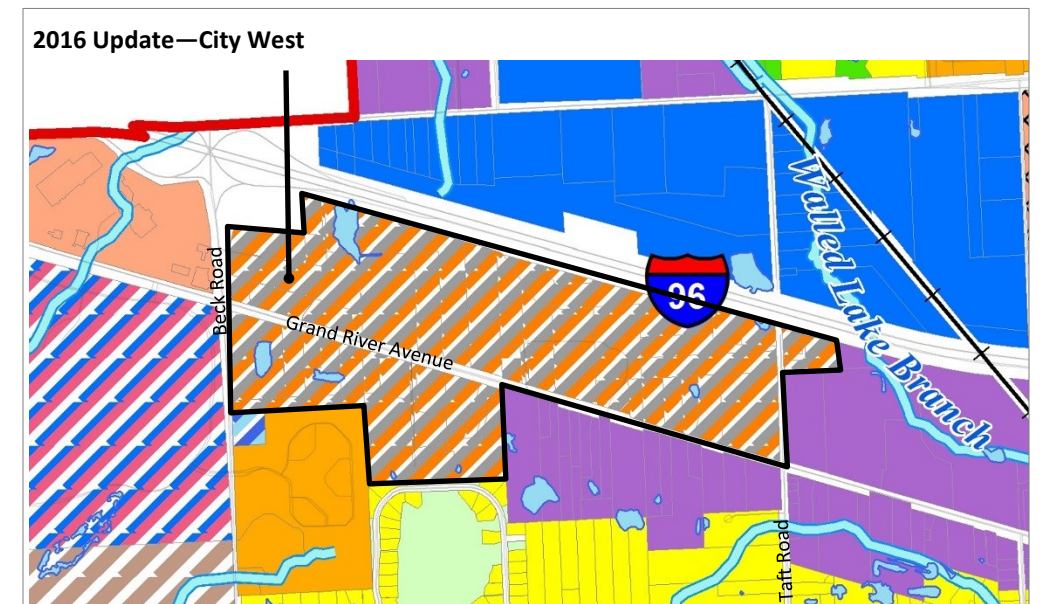 2016 Update—City West
Beck Road
Grand River Avenue
96
Walled Lake Branch
Taft Road